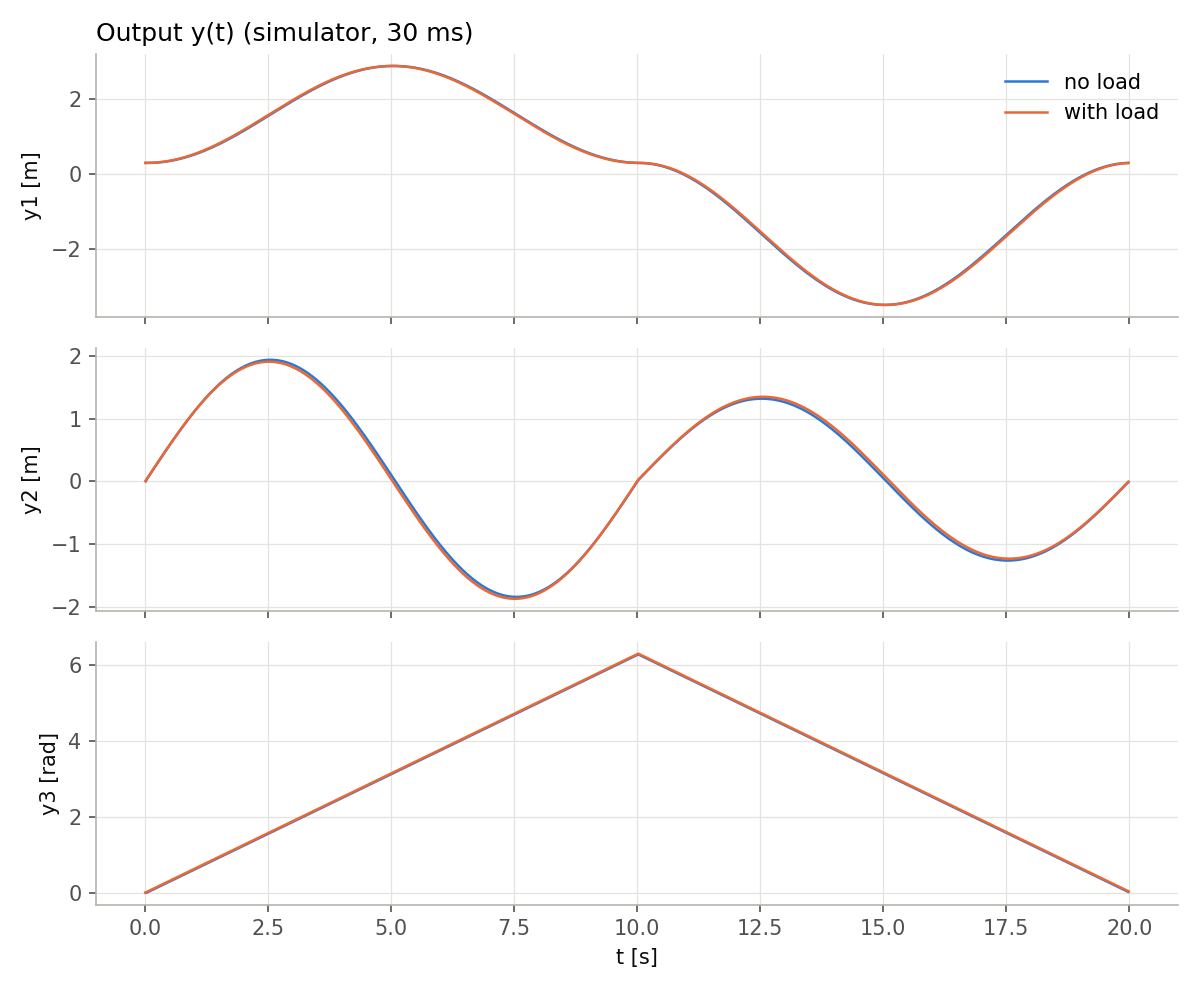 Output y(t) (simulator, 30 ms)
no load
with load
y1 [m]
2
0
−2
y2 [m]
2
1
0
−1
−2
y3 [rad]
6
4
2
0
0.0 2.5 5.0 7.5 10.0 12.5 15.0 17.5 20.0
t [s]